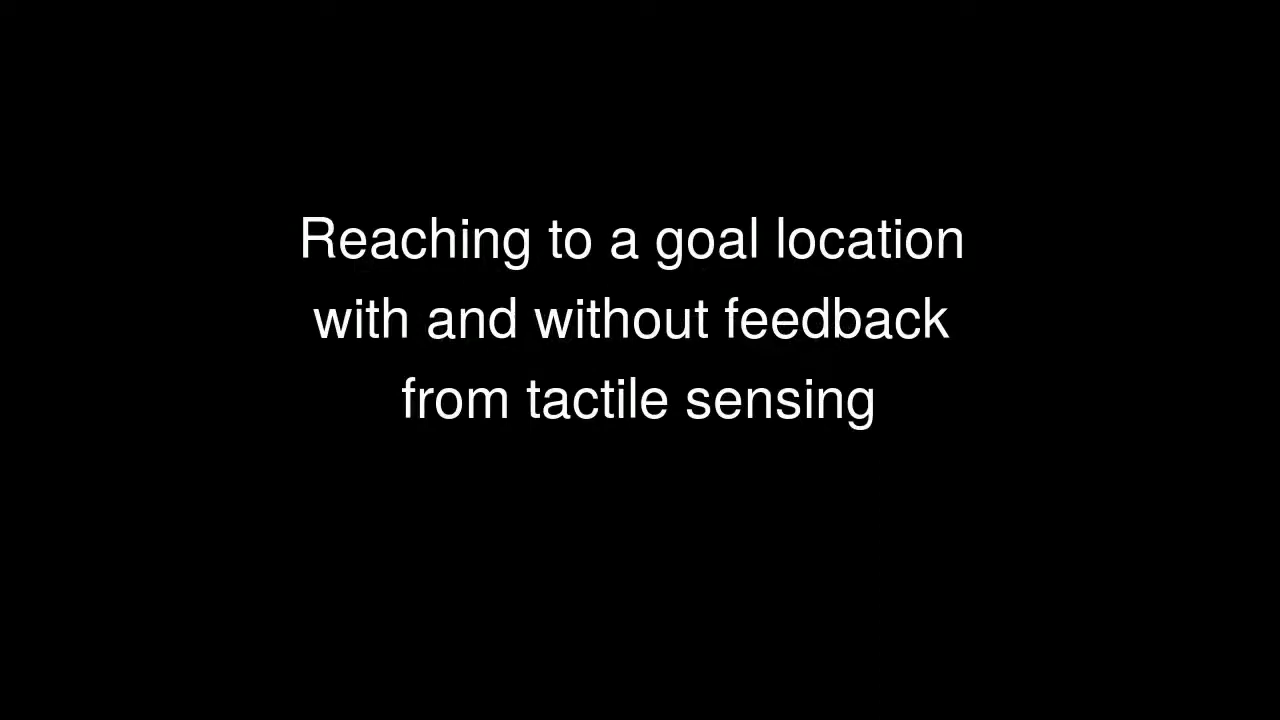 Reaching to a goal location
with and without feedback
from tactile sensing